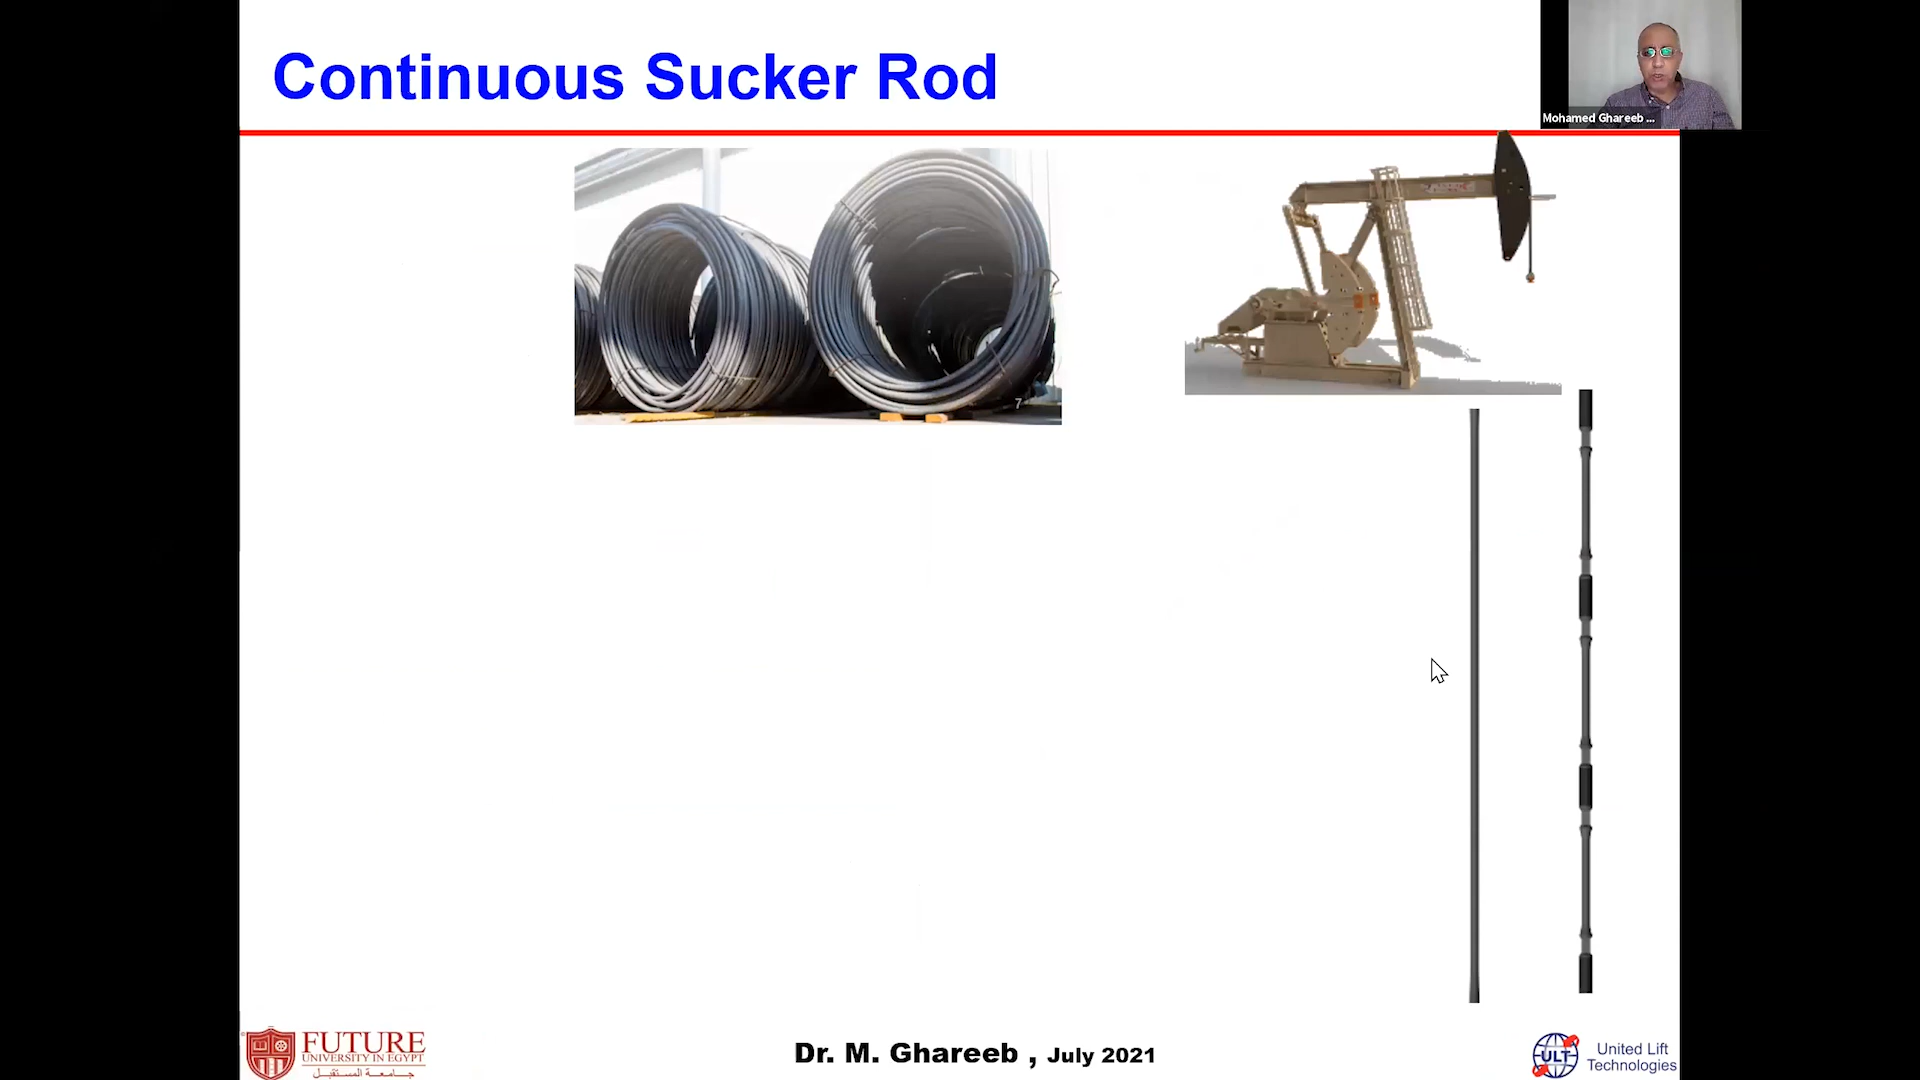 Continuous Sucker Rod
Mohamed Ghareeb ...
7
FUTURE
UNIVERSITY IN EGYPT
جامعة المستقبل
Dr. M. Ghareeb , July 2021
ULT
United Lift
Technologies